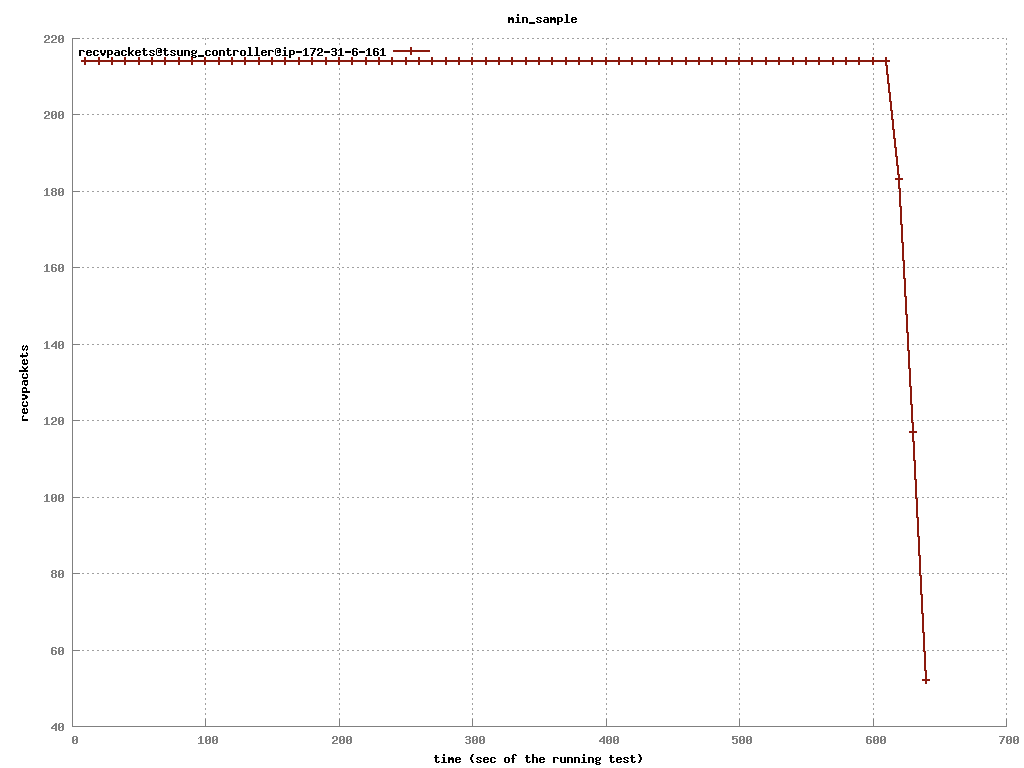 min_sample
recvpackets@tsung_controller@ip-172-31-6-161
220
200
180
160
140
120
100
80
60
40
recvpackets
0 100 200 300 400 500 600 700
time (sec of the running test)